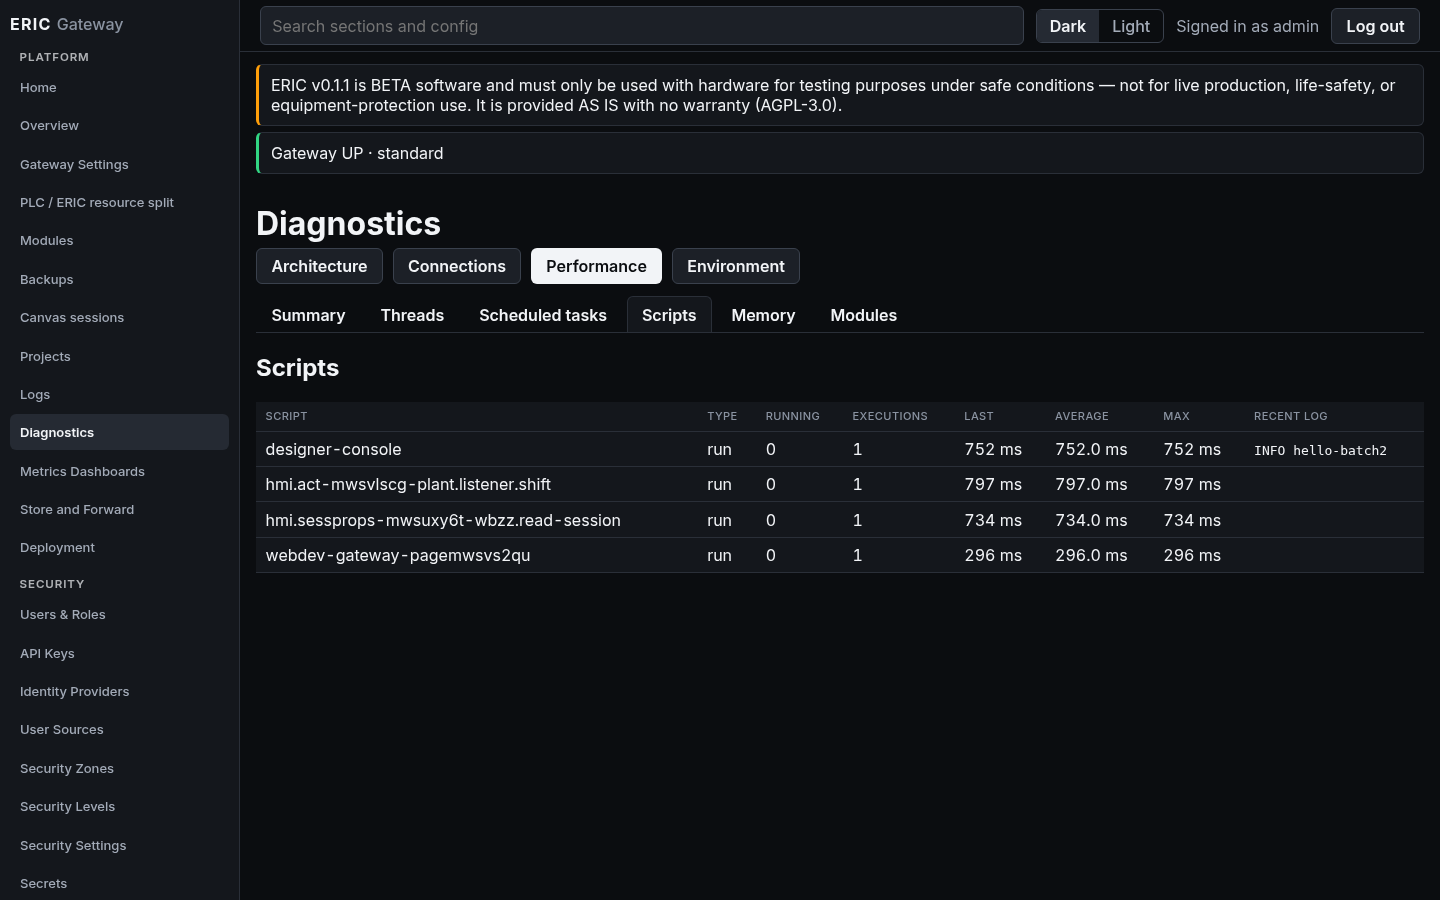 ERIC Gateway
PLATFORM
Home
Overview
Gateway Settings
PLC / ERIC resource split
Modules
Backups
Canvas sessions
Projects
Logs
Diagnostics
Metrics Dashboards
Store and Forward
Deployment
SECURITY
Users & Roles
API Keys
Identity Providers
User Sources
Security Zones
Security Levels
Security Settings
Secrets
Search sections and config
Dark Light Signed in as admin Log out
ERIC v0.1.1 is BETA software and must only be used with hardware for testing purposes under safe conditions — not for live production, life-safety, or
equipment-protection use. It is provided AS IS with no warranty (AGPL-3.0).
Gateway UP · standard
Diagnostics
Architecture Connections Performance Environment
Summary Threads Scheduled tasks Scripts Memory Modules
Scripts
SCRIPT TYPE RUNNING EXECUTIONS LAST AVERAGE MAX RECENT LOG
designer-console run 0 1 752 ms 752.0 ms 752 ms INFO hello-batch2
hmi.act-mwsvlscg-plant.listener.shift run 0 1 797 ms 797.0 ms 797 ms
hmi.sessprops-mwsuxy6t-wbzz.read-session run 0 1 734 ms 734.0 ms 734 ms
webdev-gateway-pagemwsvs2qu run 0 1 296 ms 296.0 ms 296 ms